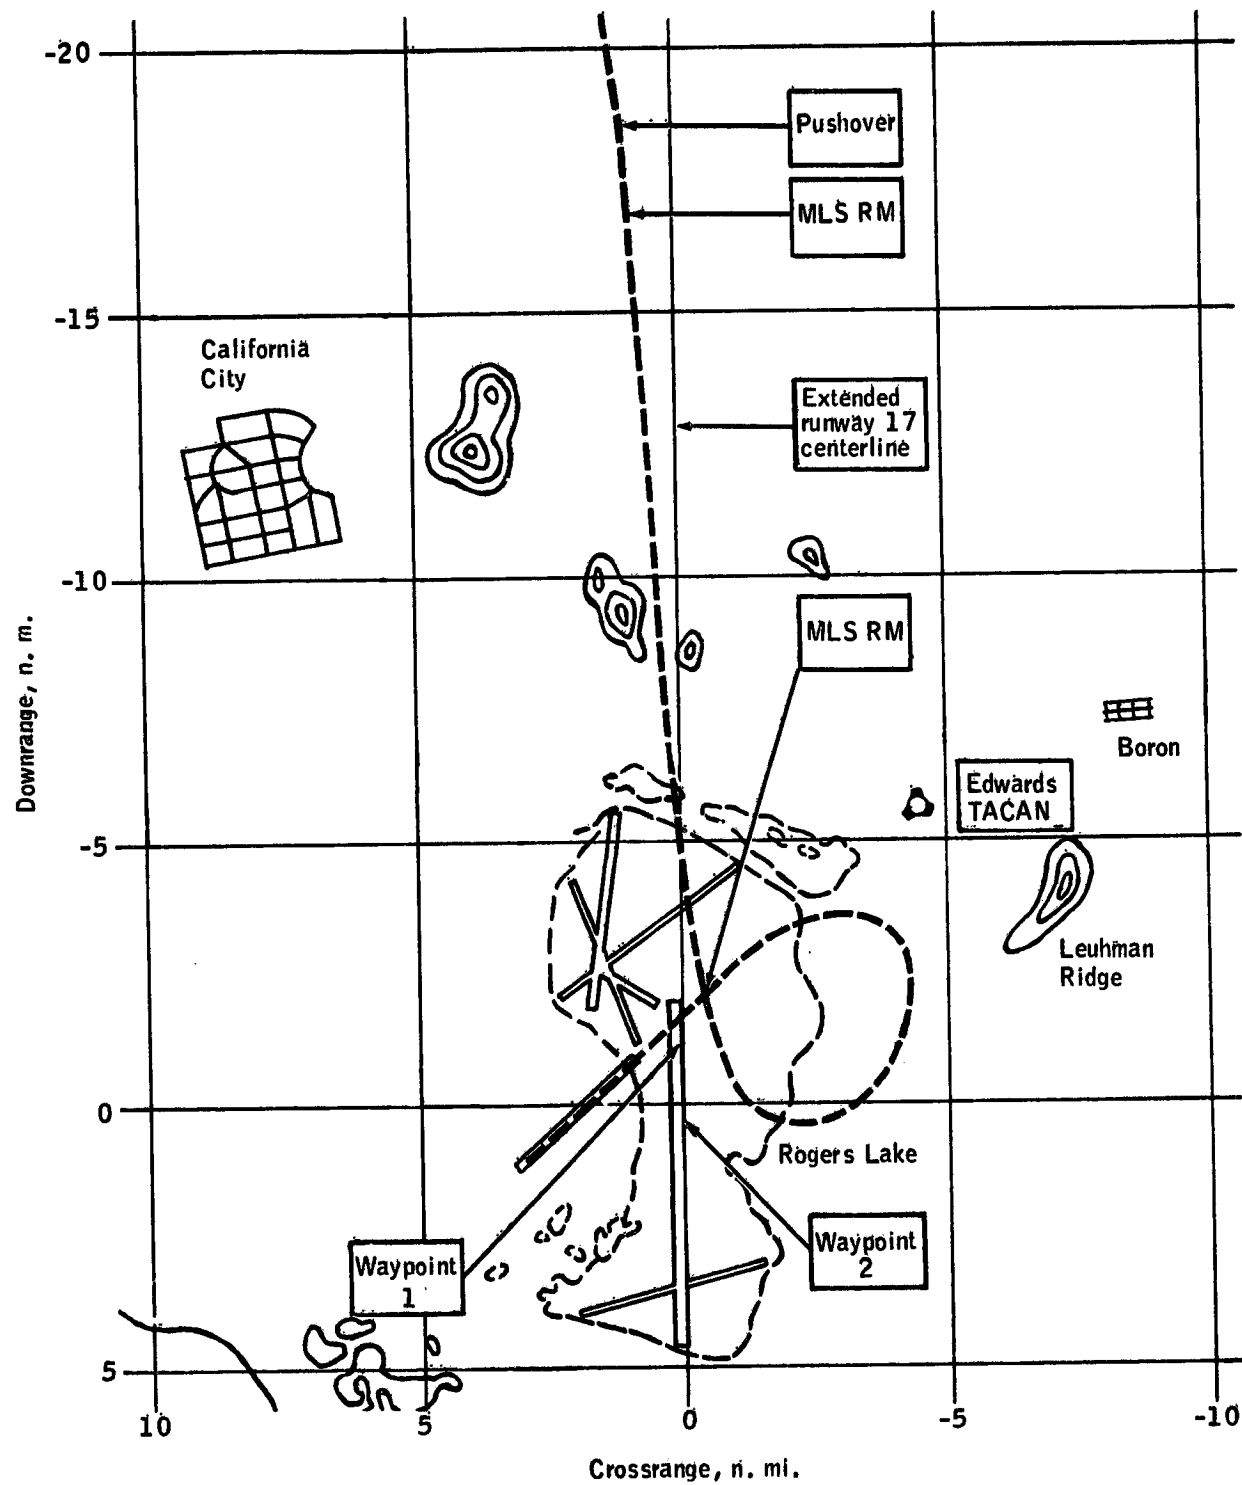 -20
Pushover
MLS RM
-15
California
City
Extended
runway 17
centerline
-10
MLS RM
Downrange, n. m.
Boron
Edwards
TACAN
-5
Leuhman
Ridge
0
Rogers Lake
Waypoint
2
Waypoint
1
5
10
5
0
-5
-10
Crossrange, n. mi.